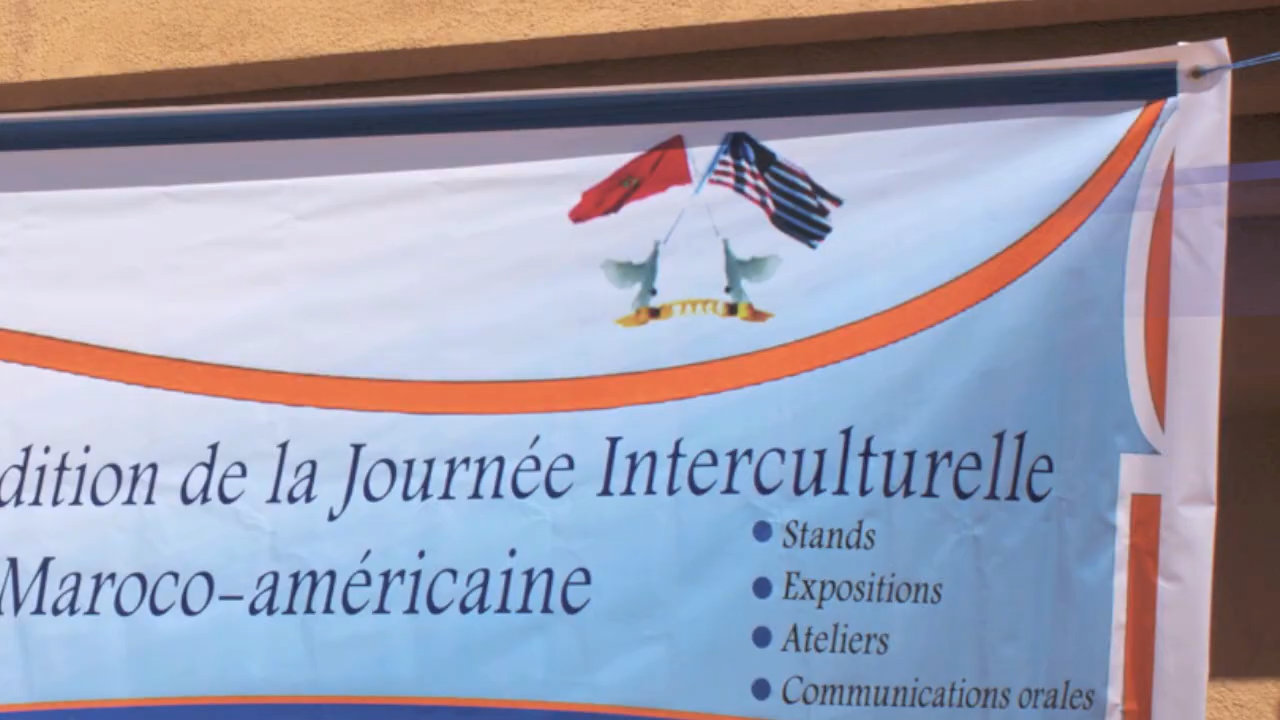 dition de la Journée Interculturelle
Maroco-américaine
Stands
Expositions
Ateliers
Communications orales